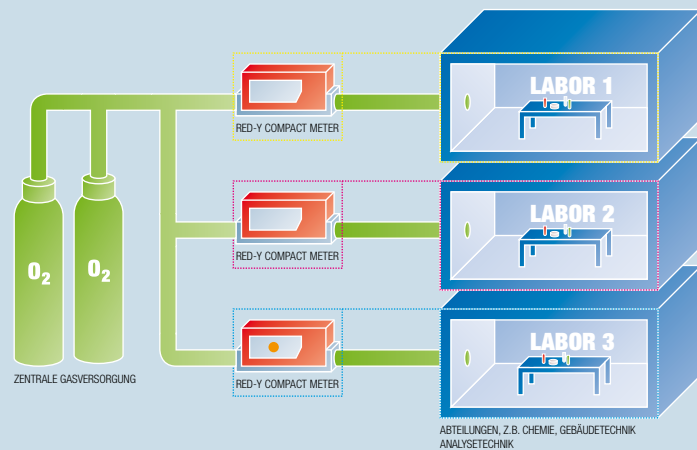 LABOR 1
RED-Y COMPACT METER
LABOR 2
O₂
O₂
RED-Y COMPACT METER
LABOR 3
ZENTRALE GASVERSORGUNG
RED-Y COMPACT METER
ABTEILUNGEN, Z.B. CHEMIE, GEBÄUDETECHNIK
ANALYSETECHNIK